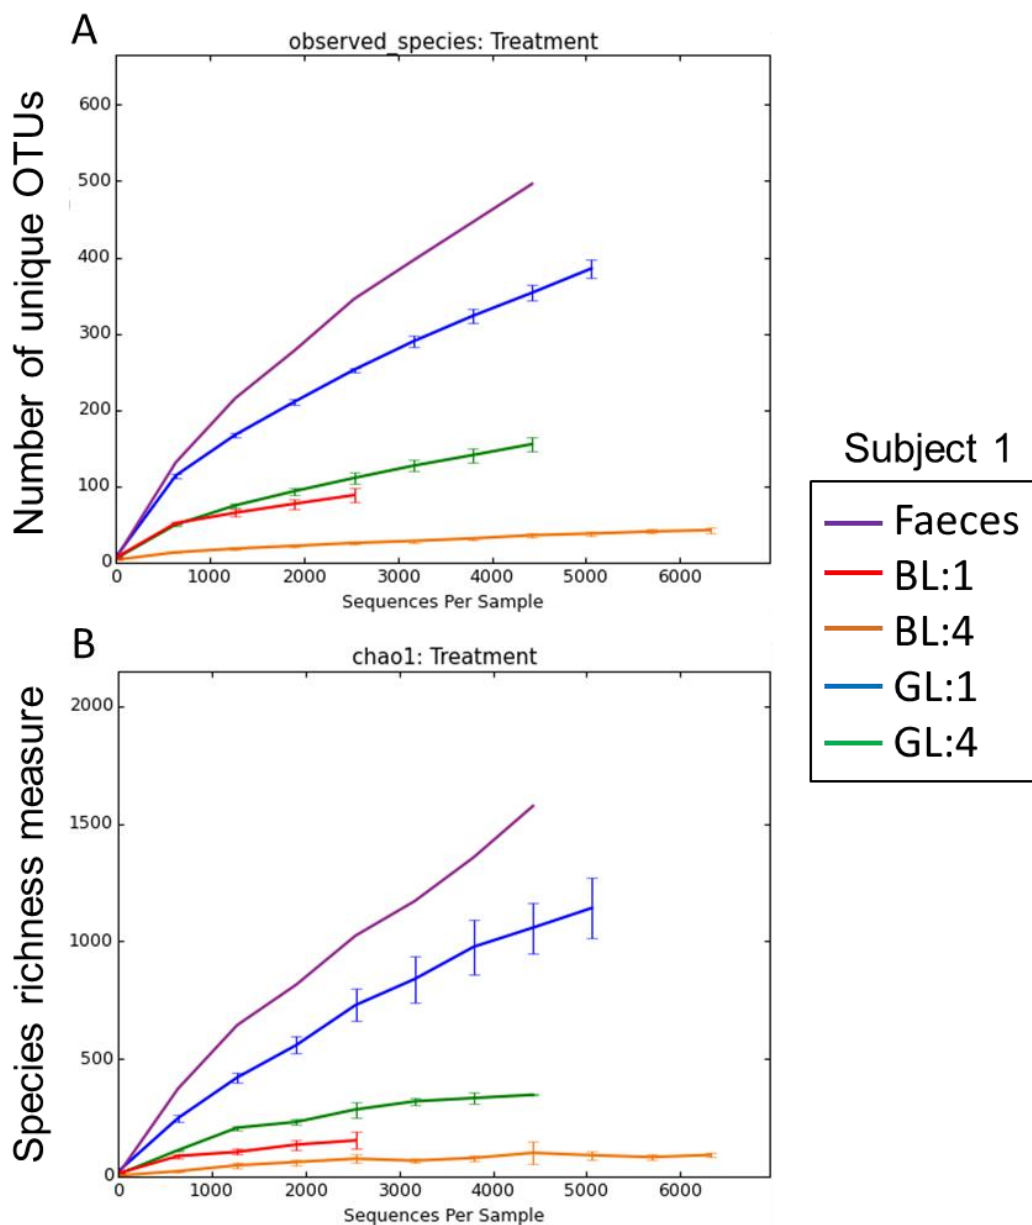 A
observed_species: Treatment
Number of unique OTUs
600
500
400
300
200
100
0
0 1000 2000 3000 4000 5000 6000
Sequences Per Sample
Subject 1
Faeces
BL:1
BL:4
GL:1
GL:4
B
chao1: Treatment
Species richness measure
2000
1500
1000
500
0
0 1000 2000 3000 4000 5000 6000
Sequences Per Sample